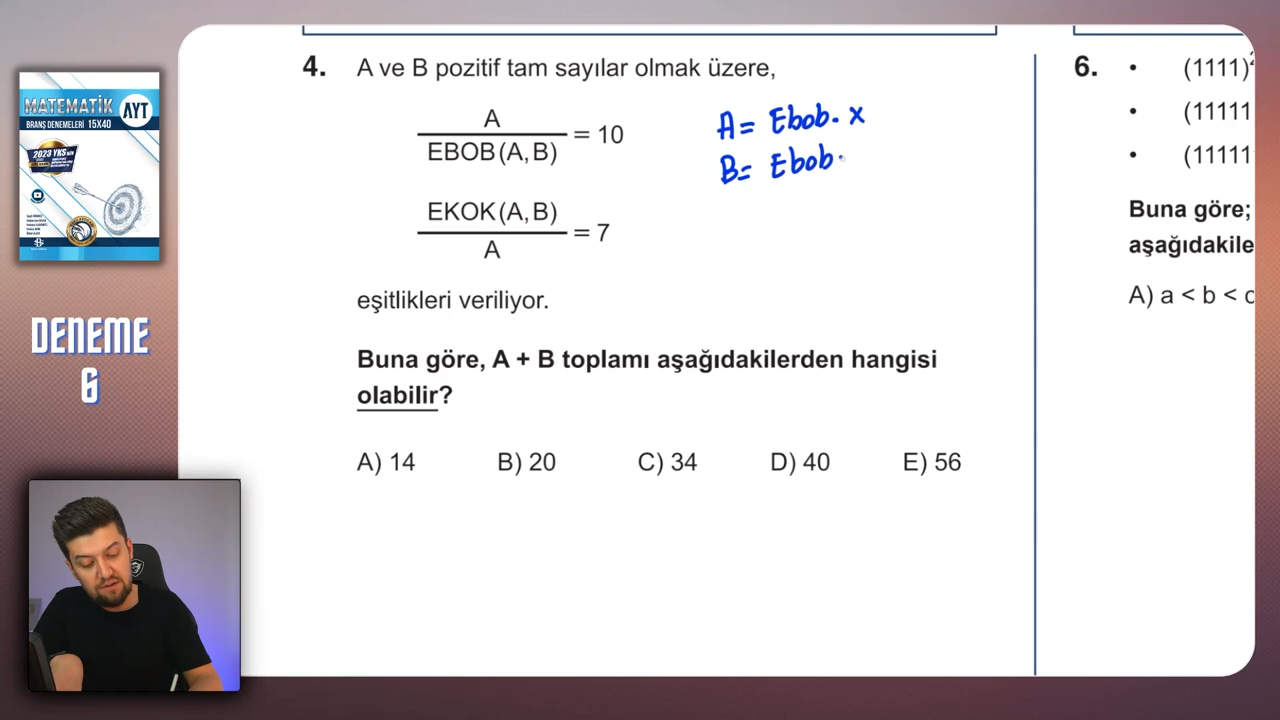 MATEMATİK
AYT
BRANŞ DENEMELERİ 15X40
2023 YKS'NİN
DENEME
6
4. A ve B pozitif tam sayılar olmak üzere,
A
EBOB(A, B)
= 10
EKOK(A, B)
A
= 7
A = Ebob. x
B = Ebob.
eşitlikleri veriliyor.
Buna göre, A + B toplamı aşağıdakilerden hangisi
olabilir?
A) 14 B) 20 C) 34 D) 40 E) 56
6. • (1111)²
• (11111
• (11111
Buna göre;
aşağıdakile
A) a < b < c